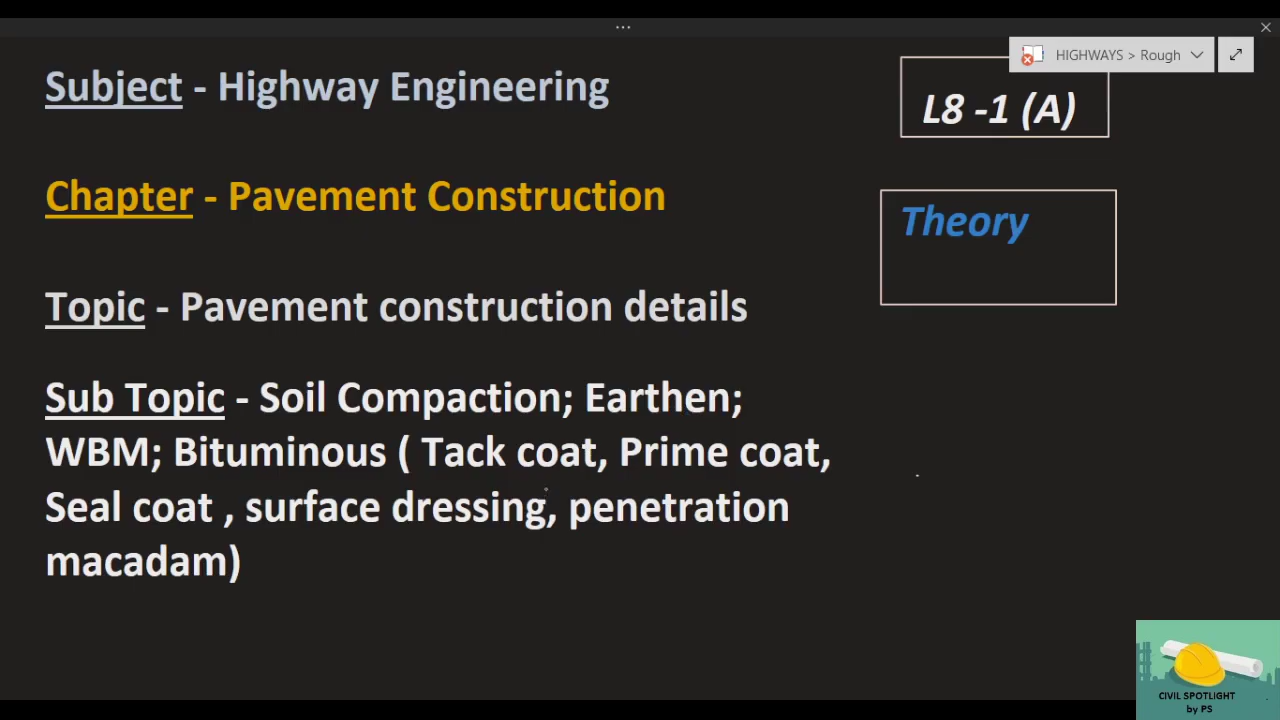 HIGHWAYS > Rough
Subject - Highway Engineering
L8 -1 (A)
Chapter - Pavement Construction
Theory
Topic - Pavement construction details
Sub Topic - Soil Compaction; Earthen;
WBM; Bituminous ( Tack coat, Prime coat,
Seal coat , surface dressing, penetration
macadam)
CIVIL SPOTLIGHT
by PS